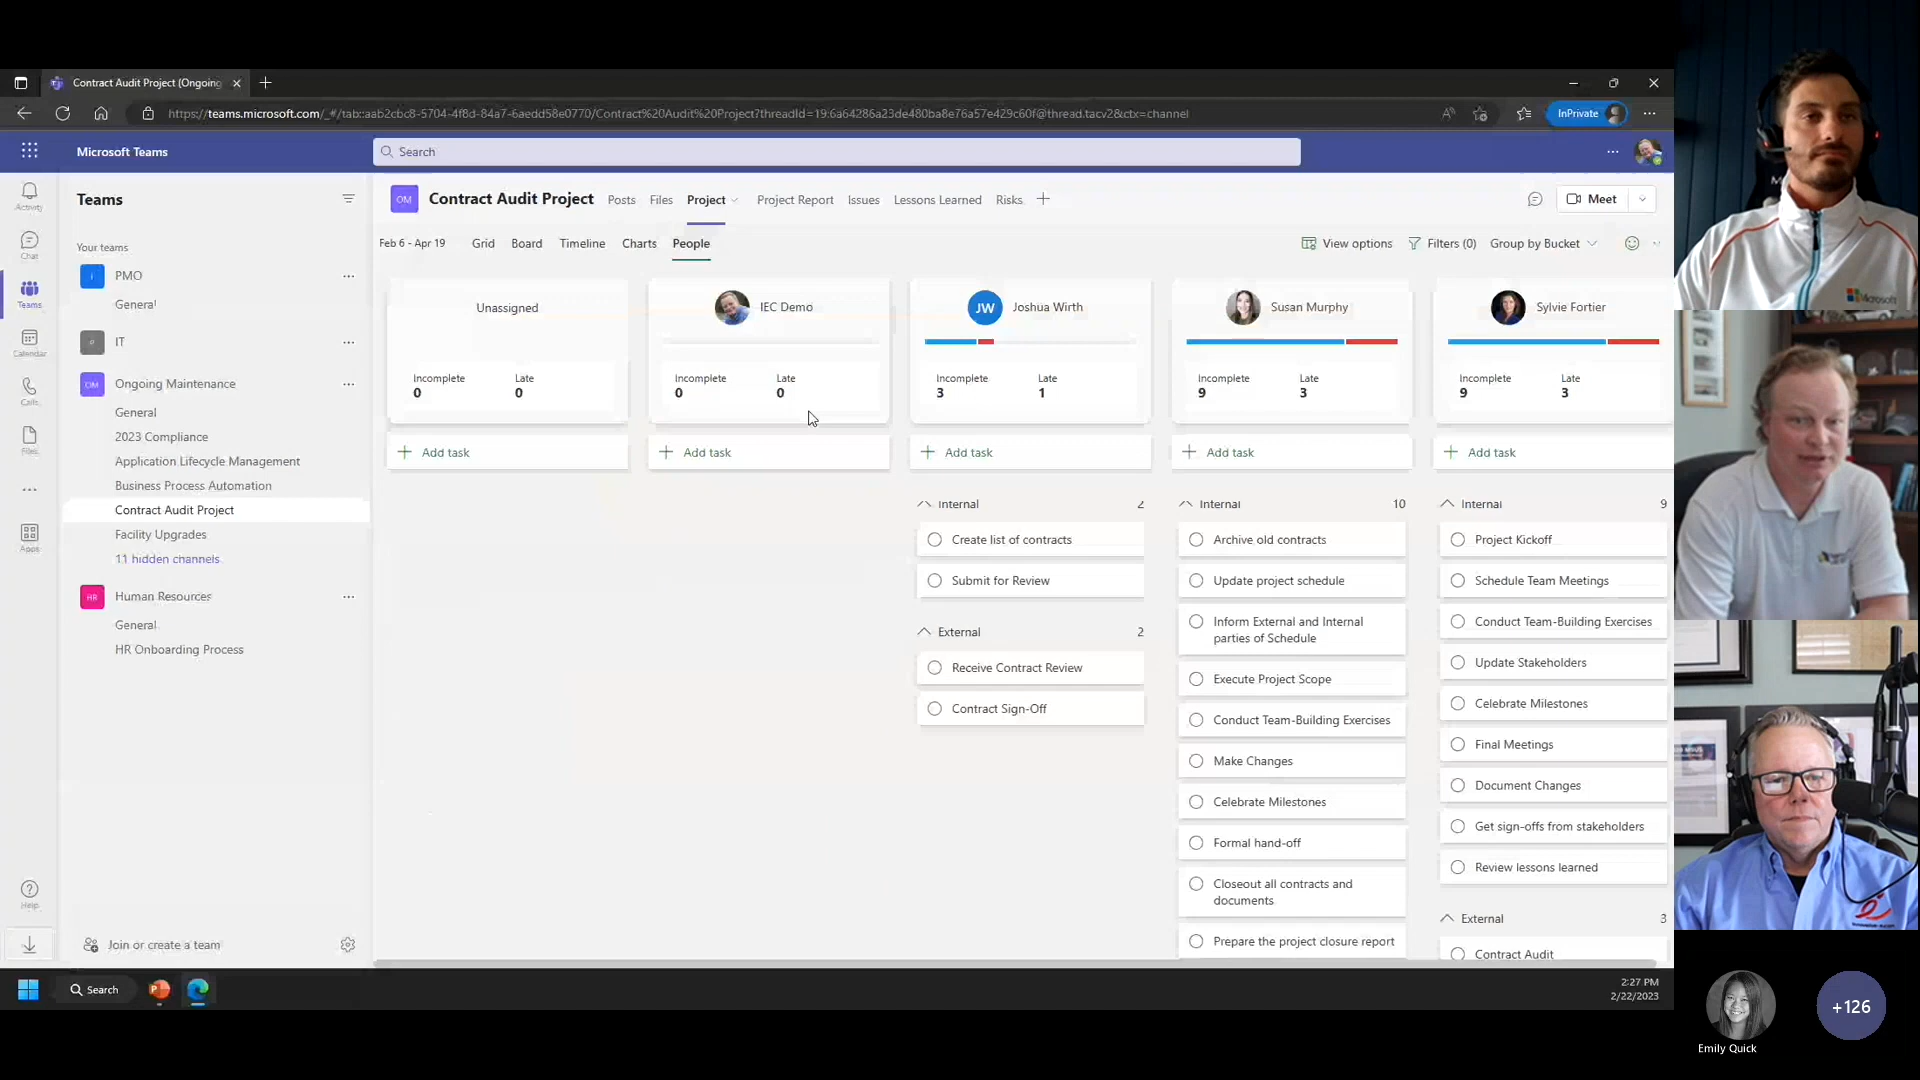 Contract Audit Project (Ongoing
https://teams.microsoft.com/_#/tab::aab2cbc8-5704-4f8d-84a7-6aedd58e0770/Contract%20Audit%20Project?threadId=19:6a64286a23de480ba8e76a57e429c60f@thread.tacv2&ctx=channel
InPrivate
Microsoft Teams
Search
Activity
Chat
Teams
Calendar
Calls
Files
Apps
Help
Teams
Your teams
PMO
General
IT
OM Ongoing Maintenance
General
2023 Compliance
Application Lifecycle Management
Business Process Automation
Contract Audit Project
Facility Upgrades
11 hidden channels
HR Human Resources
General
HR Onboarding Process
Join or create a team
OM Contract Audit Project Posts Files Project Project Report Issues Lessons Learned Risks
Meet
Feb 6 - Apr 19 Grid Board Timeline Charts People
View options Filters (0) Group by Bucket
Unassigned
Incomplete Late
0 0
Add task
IEC Demo
Incomplete Late
0 0
Add task
JW Joshua Wirth
Incomplete Late
3 1
Add task
Internal 2
Create list of contracts
Submit for Review
External 2
Receive Contract Review
Contract Sign-Off
Susan Murphy
Incomplete Late
9 3
Add task
Internal 10
Archive old contracts
Update project schedule
Inform External and Internal
parties of Schedule
Execute Project Scope
Conduct Team-Building Exercises
Make Changes
Celebrate Milestones
Formal hand-off
Closeout all contracts and
documents
Prepare the project closure report
Sylvie Fortier
Incomplete Late
9 3
Add task
Internal 9
Project Kickoff
Schedule Team Meetings
Conduct Team-Building Exercises
Update Stakeholders
Celebrate Milestones
Final Meetings
Document Changes
Get sign-offs from stakeholders
Review lessons learned
External 3
Contract Audit
Search
2:27 PM
2/22/2023
Microsoft
Emily Quick
+126